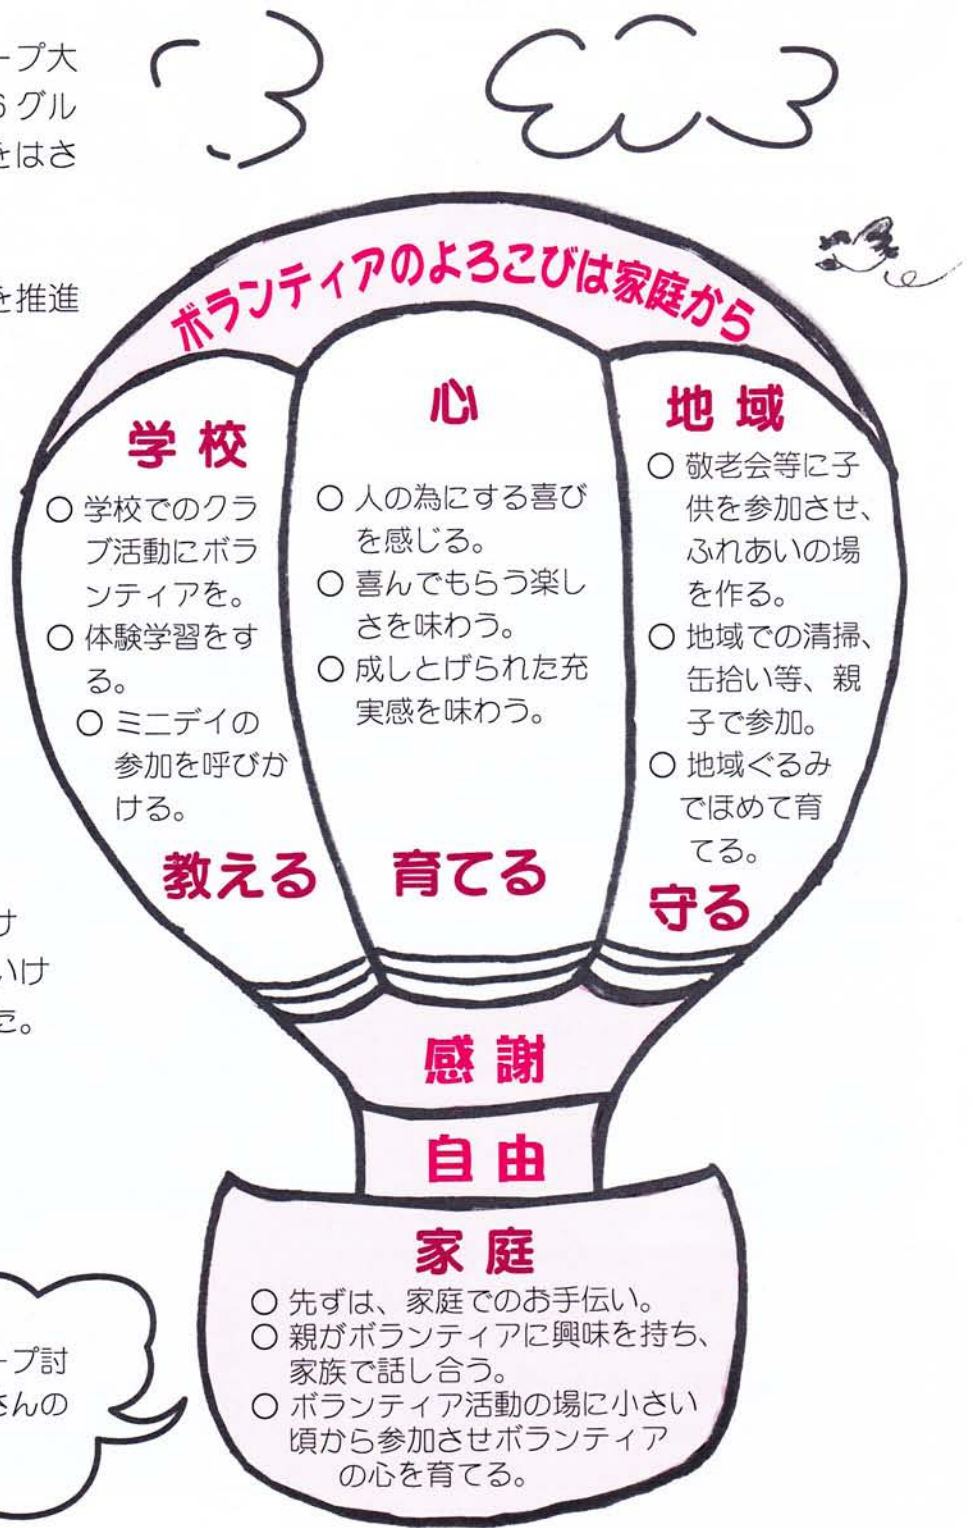 ープ大
6グル
をはさ
を推進
け
いけ
た。
ープ討
さんの
ボランティアのよろこびは家庭から
学校
○ 学校でのクラ
ブ活動にボラ
ンティアを。
○ 体験学習をす
る。
○ ミニデイの
参加を呼びか
ける。
教える
心
○ 人の為にする喜び
を感じる。
○ 喜んでもらう楽し
さを味わう。
○ 成しとげられた充
実感を味わう。
育てる
地域
○ 敬老会等に子
供を参加させ、
ふれあいの場
を作る。
○ 地域での清掃、
缶拾い等、親
子で参加。
○ 地域ぐるみ
でほめて育
てる。
守る
感謝
自由
家庭
○ 先ずは、家庭でのお手伝い。
○ 親がボランティアに興味を持ち、
家族で話し合う。
○ ボランティア活動の場に小さい
頃から参加させボランティア
の心を育てる。